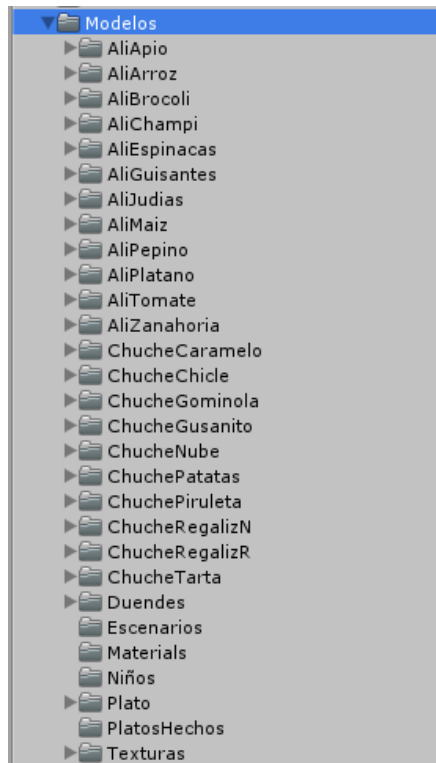 Modelos
AliApio
AliArroz
AliBrocoli
AliChampi
AliEspinacas
AliGuisantes
AliJudias
AliMaiz
AliPepino
AliPlatano
AliTomate
AliZanahoria
ChucheCaramelo
ChucheChicle
ChucheGominola
ChucheGusanito
ChucheNube
ChuchePatatas
ChuchePiruleta
ChucheRegalizN
ChucheRegalizR
ChucheTarta
Duendes
Escenarios
Materials
Niños
Plato
PlatosHechos
Texturas